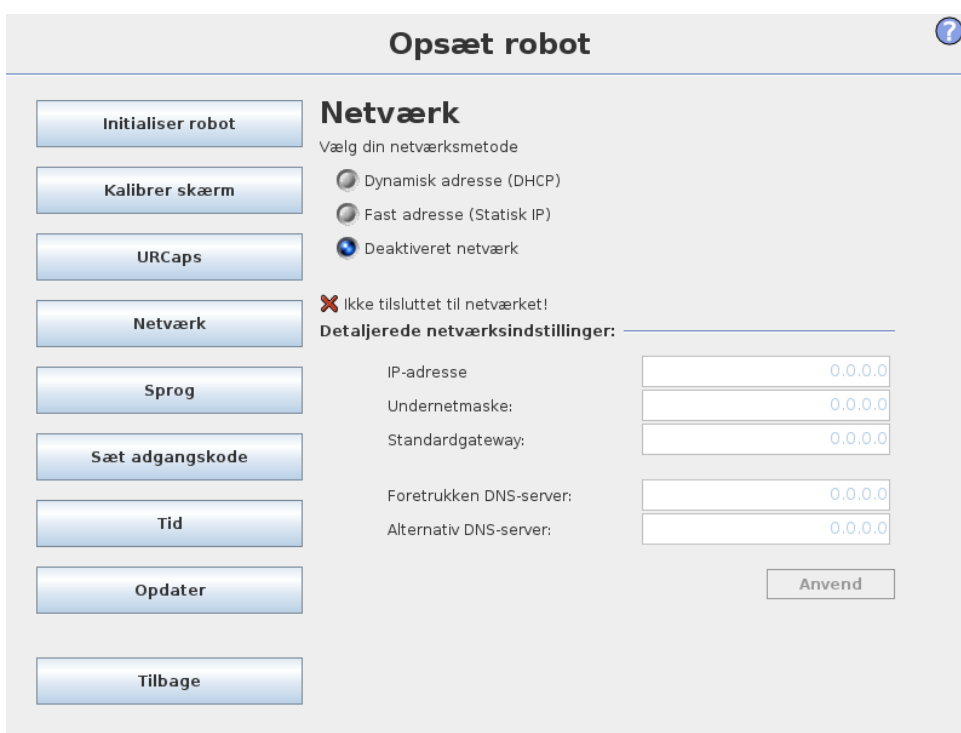 Opsæt robot
?
Initialiser robot
Kalibrer skærm
URCaps
Netværk
Sprog
Sæt adgangskode
Tid
Opdater
Tilbage
Netværk
Vælg din netværksmetode
Dynamisk adresse (DHCP)
Fast adresse (Statisk IP)
Deaktiveret netværk
Ikke tilsluttet til netværket!
Detaljerede netværksindstillinger:
IP-adresse 0.0.0.0
Undernetmaske: 0.0.0.0
Standardgateway: 0.0.0.0
Foretrukken DNS-server: 0.0.0.0
Alternativ DNS-server: 0.0.0.0
Anvend